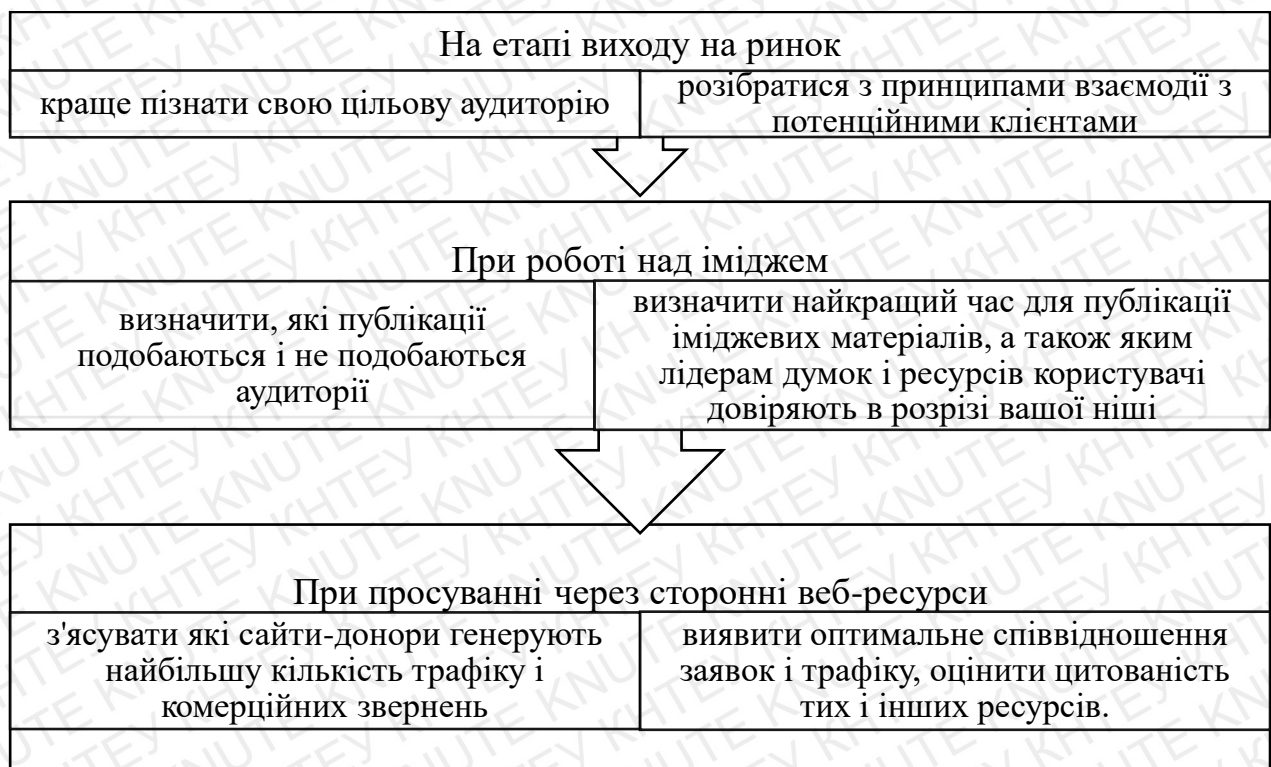 На етапі виходу на ринок
краще пізнати свою цільову аудиторію
розібратися з принципами взаємодії з
потенційними клієнтами
При роботі над іміджем
визначити, які публікації
подобаються і не подобаються
аудиторії
визначити найкращий час для публікації
іміджевих матеріалів, а також яким
лідерам думок і ресурсів користувачі
довіряють в розрізі вашої ніші
При просуванні через сторонні веб-ресурси
з'ясувати які сайти-донори генерують
найбільшу кількість трафіку і
комерційних звернень
виявити оптимальне співвідношення
заявок і трафіку, оцінити цитованість
тих і інших ресурсів.